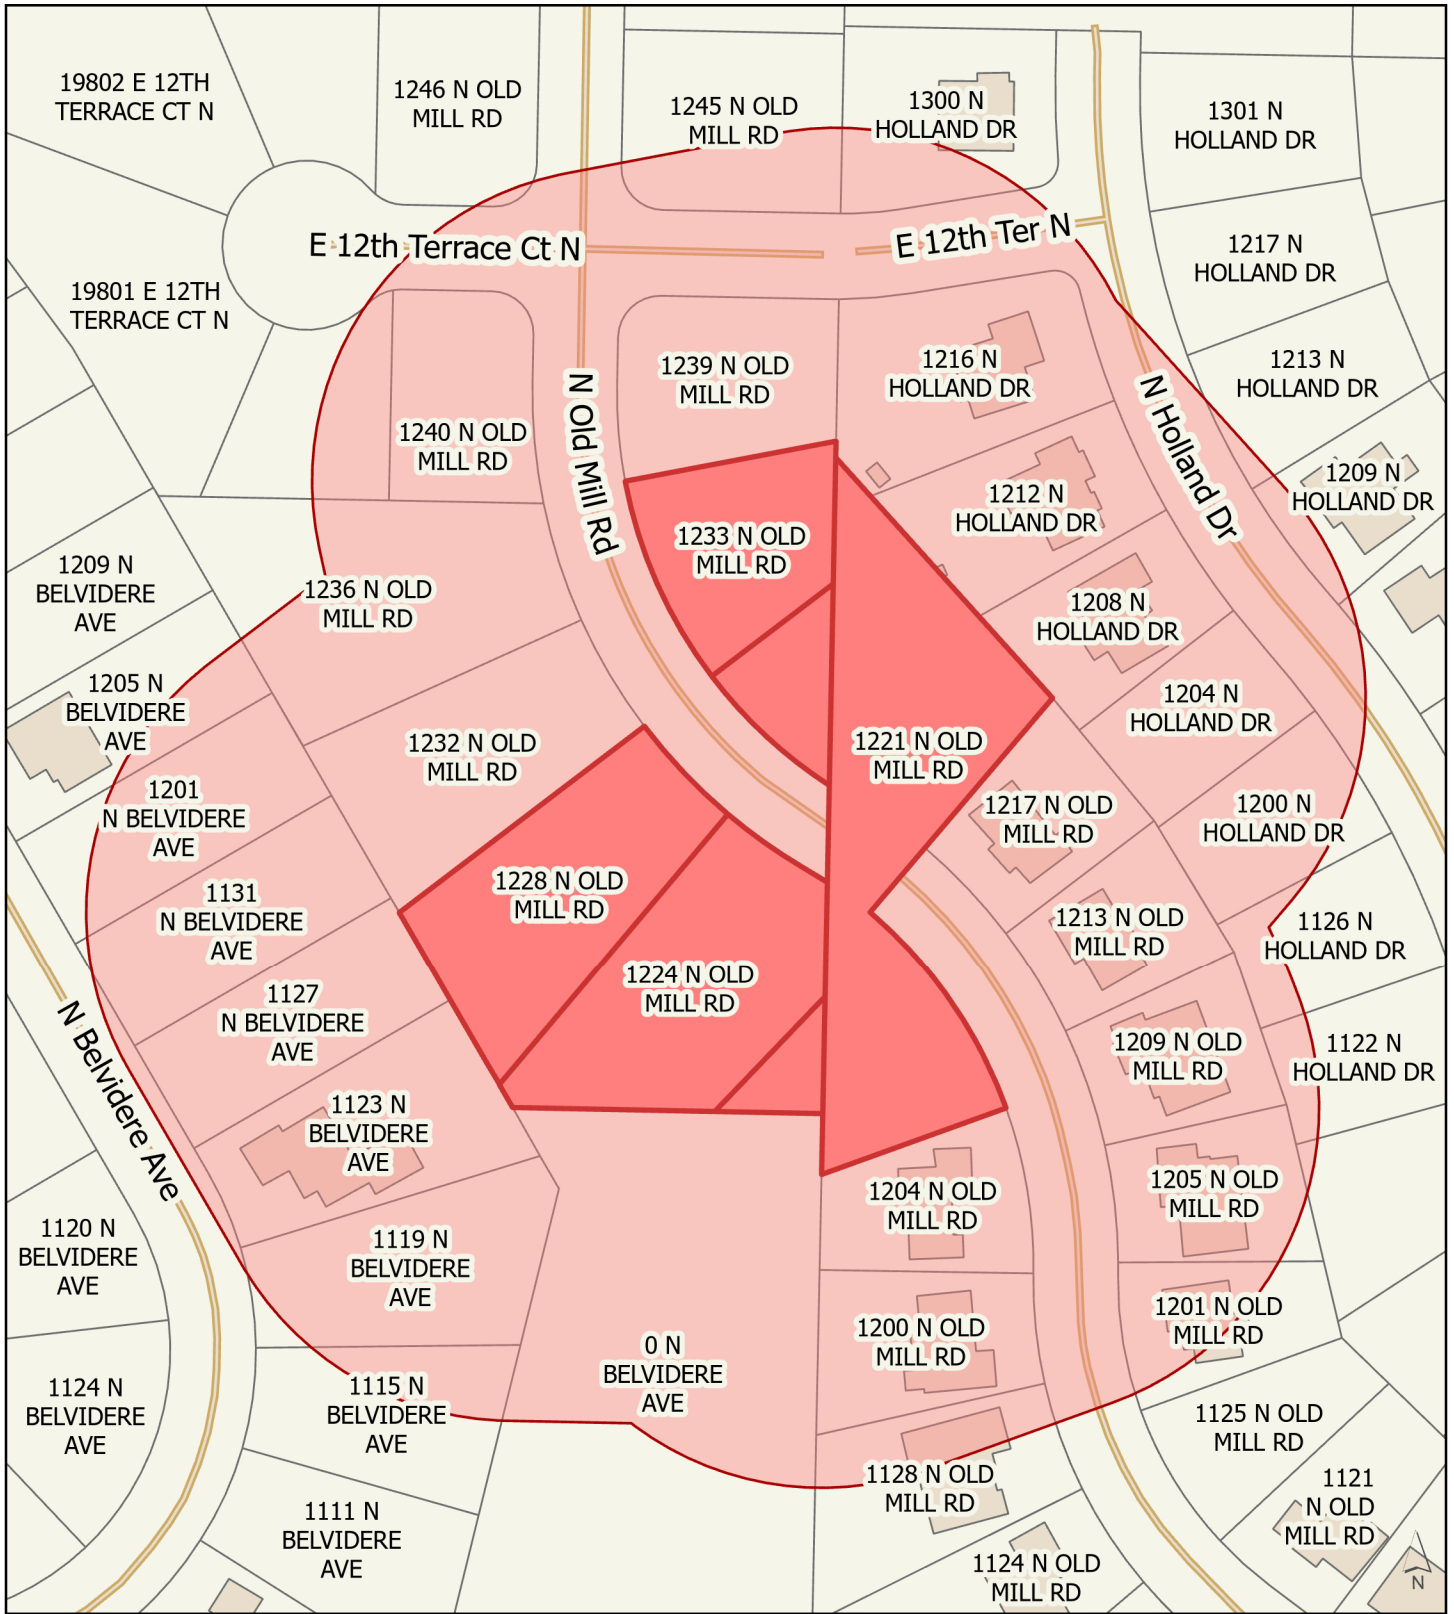 19802 E 12TH
TERRACE CT N
1246 N OLD
MILL RD
1245 N OLD
MILL RD
1300 N
HOLLAND DR
1301 N
HOLLAND DR
E 12th Terrace Ct N
E 12th Ter N
1217 N
HOLLAND DR
19801 E 12TH
TERRACE CT N
1239 N OLD
MILL RD
1216 N
HOLLAND DR
1213 N
HOLLAND DR
N Old Mill Rd
N Holland Dr
1240 N OLD
MILL RD
1212 N
HOLLAND DR
1209 N
HOLLAND DR
1233 N OLD
MILL RD
1209 N
BELVIDERE
AVE
1236 N OLD
MILL RD
1208 N
HOLLAND DR
1205 N
BELVIDERE
AVE
1204 N
HOLLAND DR
1232 N OLD
MILL RD
1221 N OLD
MILL RD
1201
N BELVIDERE
AVE
1217 N OLD
MILL RD
1200 N
HOLLAND DR
1228 N OLD
MILL RD
1131
N BELVIDERE
AVE
1213 N OLD
MILL RD
1126 N
HOLLAND DR
1224 N OLD
MILL RD
1127
N BELVIDERE
AVE
N Belvidere Ave
1209 N OLD
MILL RD
1122 N
HOLLAND DR
1123 N
BELVIDERE
AVE
1204 N OLD
MILL RD
1205 N OLD
MILL RD
1120 N
BELVIDERE
AVE
1119 N
BELVIDERE
AVE
1200 N OLD
MILL RD
1201 N OLD
MILL RD
0 N
BELVIDERE
AVE
1124 N
BELVIDERE
AVE
1115 N
BELVIDERE
AVE
1125 N OLD
MILL RD
1128 N OLD
MILL RD
1121
N OLD
MILL RD
1111 N
BELVIDERE
AVE
1124 N OLD
MILL RD
N